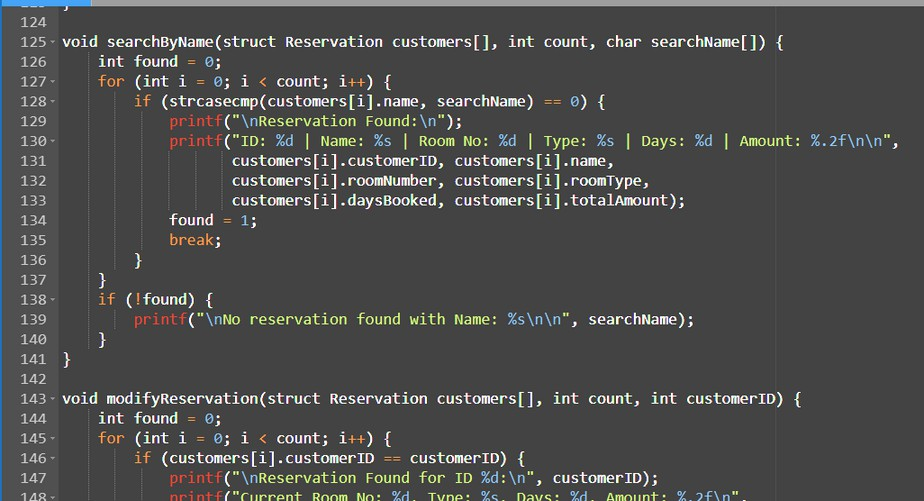 124
125 void searchByName(struct Reservation customers[], int count, char searchName[]) {
126     int found = 0;
127     for (int i = 0; i < count; i++) {
128         if (strcasecmp(customers[i].name, searchName) == 0) {
129             printf("\nReservation Found:\n");
130             printf("ID: %d | Name: %s | Room No: %d | Type: %s | Days: %d | Amount: %.2f\n\n",
131                    customers[i].customerID, customers[i].name,
132                    customers[i].roomNumber, customers[i].roomType,
133                    customers[i].daysBooked, customers[i].totalAmount);
134             found = 1;
135             break;
136         }
137     }
138     if (!found) {
139         printf("\nNo reservation found with Name: %s\n\n", searchName);
140     }
141 }
142
143 void modifyReservation(struct Reservation customers[], int count, int customerID) {
144     int found = 0;
145     for (int i = 0; i < count; i++) {
146         if (customers[i].customerID == customerID) {
147             printf("\nReservation Found for ID %d:\n", customerID);
148             printf("Current Room No: %d, Type: %s, Days: %d, Amount: %.2f\n",